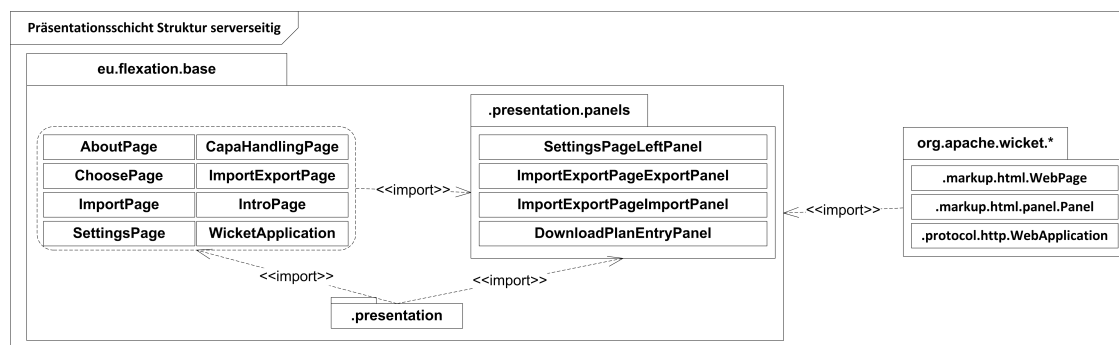 Präsentationsschicht Struktur serverseitig
eu.flexation.base
AboutPage CapaHandlingPage
ChoosePage ImportExportPage
ImportPage IntroPage
SettingsPage WicketApplication
<<import>>
.presentation.panels
SettingsPageLeftPanel
ImportExportPageExportPanel
ImportExportPageImportPanel
DownloadPlanEntryPanel
<<import>>
org.apache.wicket.*
.markup.html.WebPage
.markup.html.panel.Panel
.protocol.http.WebApplication
<<import>>
<<import>>
.presentation